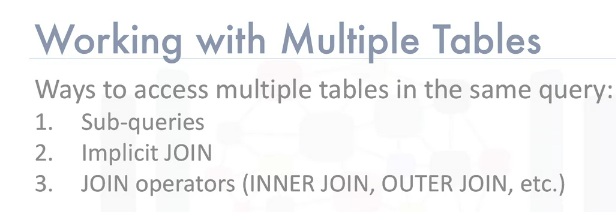 Working with Multiple Tables
Ways to access multiple tables in the same query:
1. Sub-queries
2. Implicit JOIN
3. JOIN operators (INNER JOIN, OUTER JOIN, etc.)